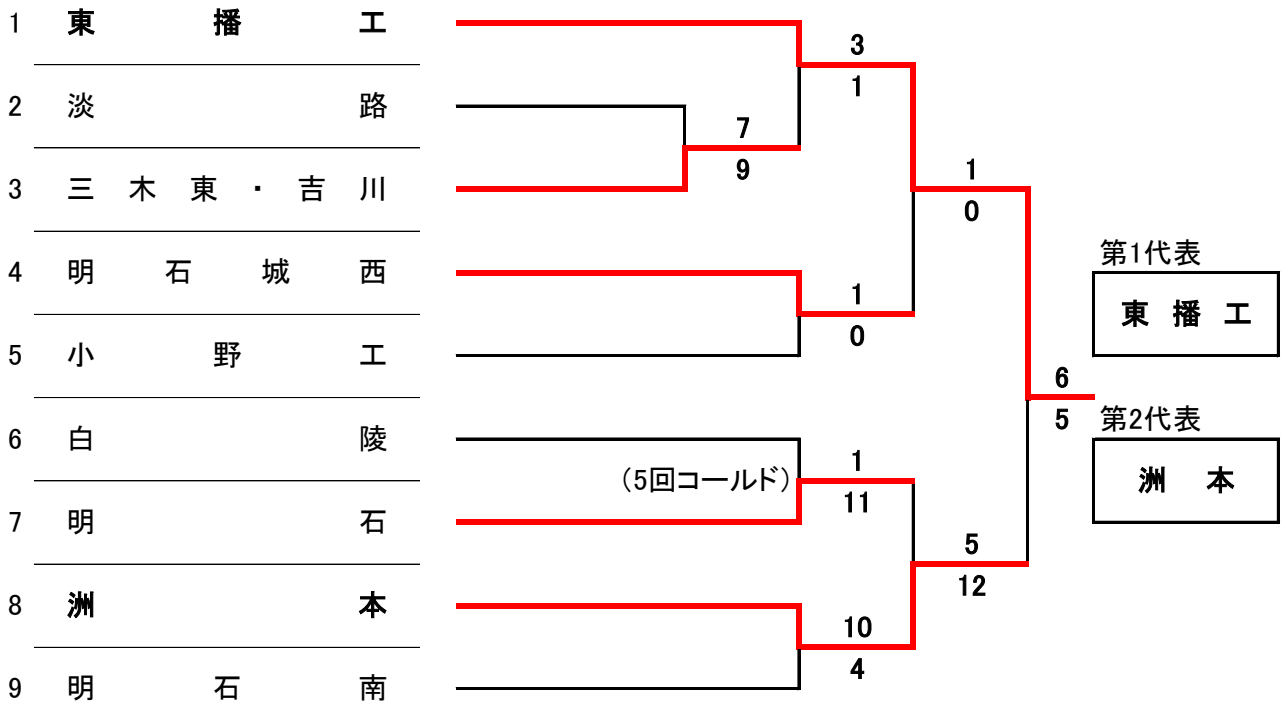 1 東播工
3
1
2 淡路
7
9
3 三木東・吉川
1
0
第1代表
東播工
4 明石城西
1
0
5 小野工
6
5
第2代表
洲本
6 白陵
(5回コールド)
1
11
7 明石
5
12
8 洲本
10
4
9 明石南